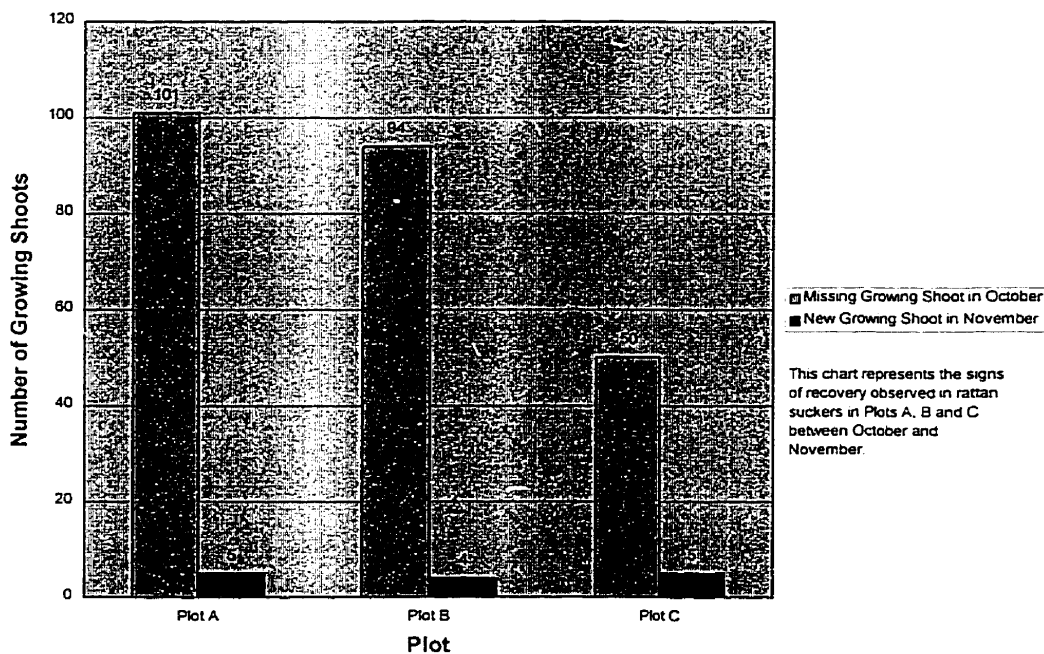 120
100
80
60
40
20
0
Number of Growing Shoots
101
94
5
5
Plot A
Plot B
Plot C
Plot
Missing Growing Shoot in October
New Growing Shoot in November
This chart represents the signs
of recovery observed in rattan
suckers in Plots A, B and C
between October and
November.